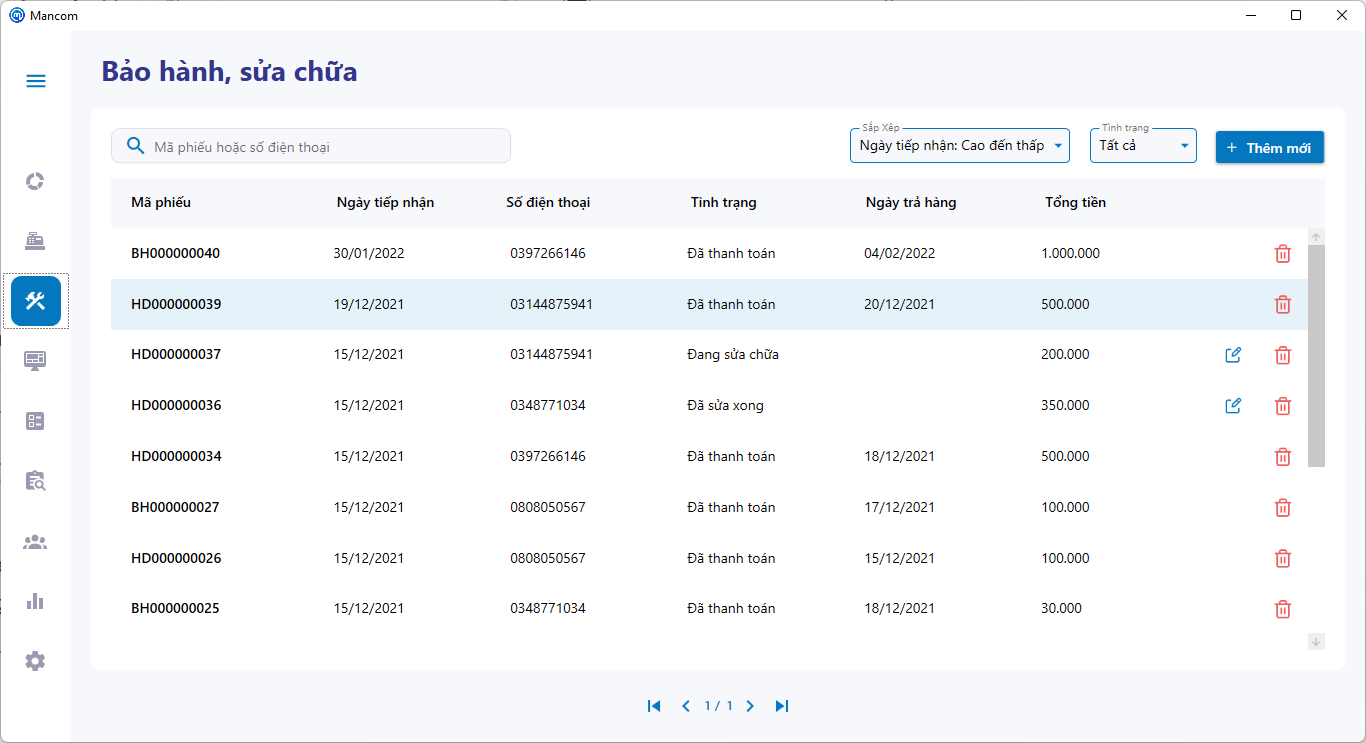 Mancom
Bảo hành, sửa chữa
Mã phiếu hoặc số điện thoại
Sắp Xếp
Ngày tiếp nhận: Cao đến thấp
Tình trạng
Tất cả
+ Thêm mới
Mã phiếu Ngày tiếp nhận Số điện thoại Tình trạng Ngày trả hàng Tổng tiền
BH000000040 30/01/2022 0397266146 Đã thanh toán 04/02/2022 1.000.000
HD000000039 19/12/2021 03144875941 Đã thanh toán 20/12/2021 500.000
HD000000037 15/12/2021 03144875941 Đang sửa chữa 200.000
HD000000036 15/12/2021 0348771034 Đã sửa xong 350.000
HD000000034 15/12/2021 0397266146 Đã thanh toán 18/12/2021 500.000
BH000000027 15/12/2021 0808050567 Đã thanh toán 17/12/2021 100.000
HD000000026 15/12/2021 0808050567 Đã thanh toán 15/12/2021 100.000
BH000000025 15/12/2021 0348771034 Đã thanh toán 18/12/2021 30.000
1 / 1